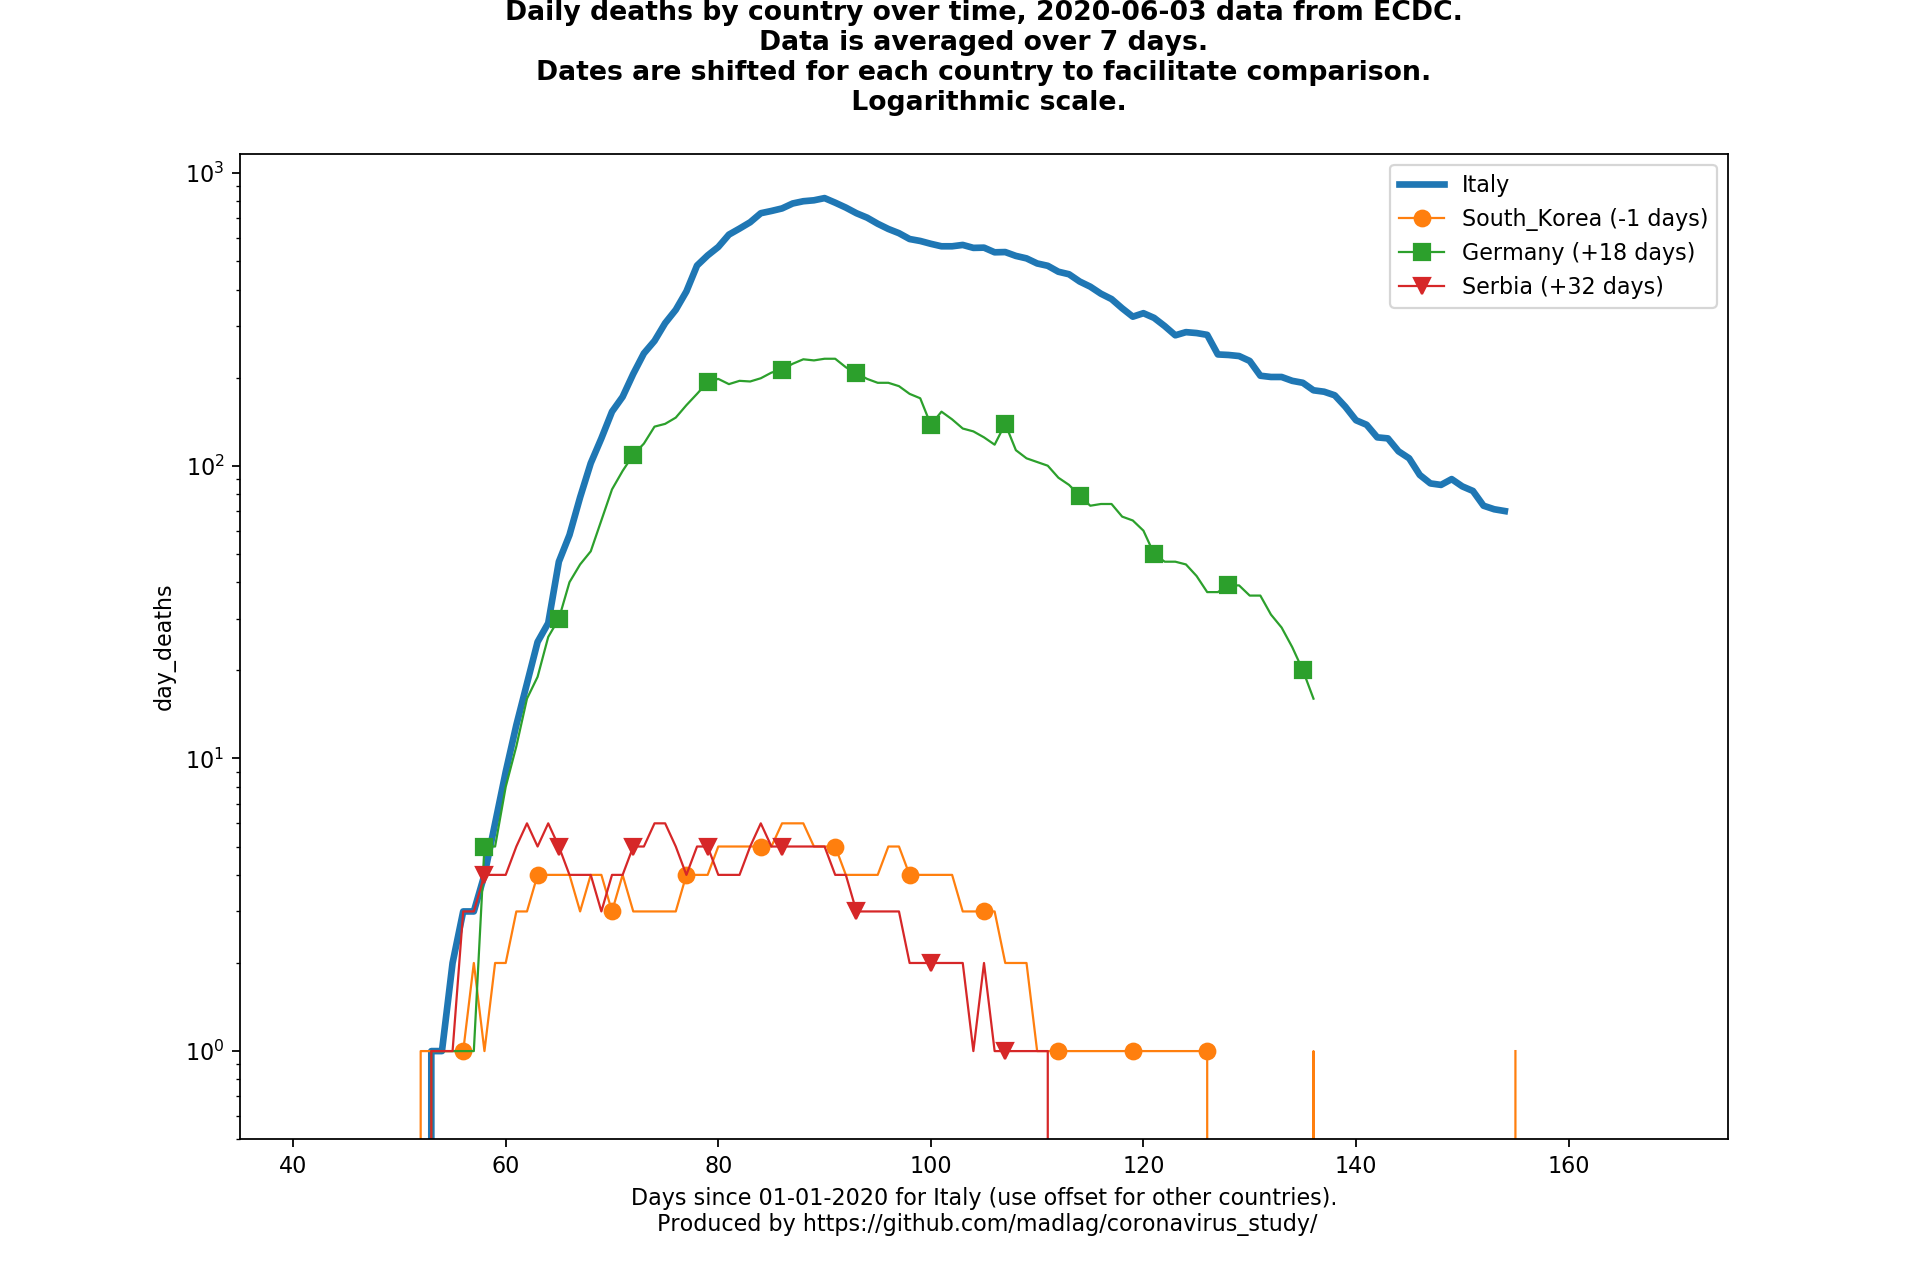 Daily deaths by country over time, 2020-06-03 data from ECDC.
Data is averaged over 7 days.
Dates are shifted for each country to facilitate comparison.
Logarithmic scale.
10³
10²
10¹
10⁰
day_deaths
Italy
South_Korea (-1 days)
Germany (+18 days)
Serbia (+32 days)
40 60 80 100 120 140 160
Days since 01-01-2020 for Italy (use offset for other countries).
Produced by https://github.com/madlag/coronavirus_study/